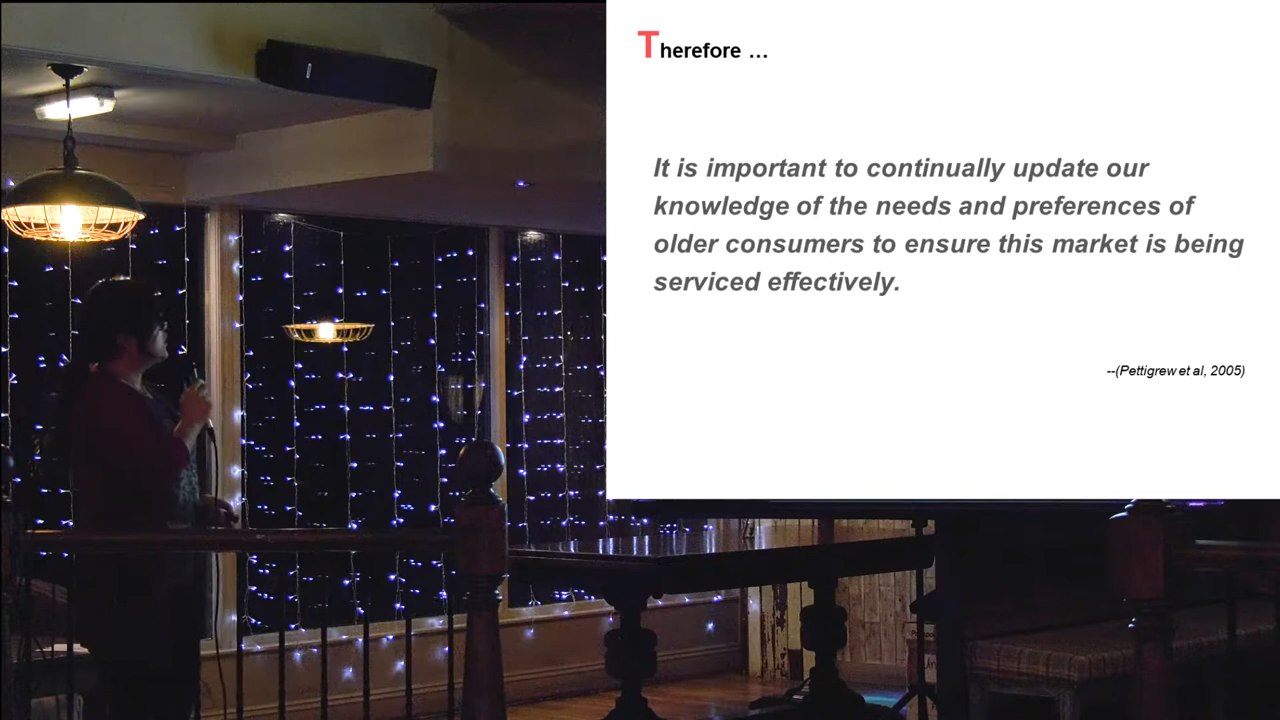 Therefore …
It is important to continually update our
knowledge of the needs and preferences of
older consumers to ensure this market is being
serviced effectively.
--(Pettigrew et al, 2005)